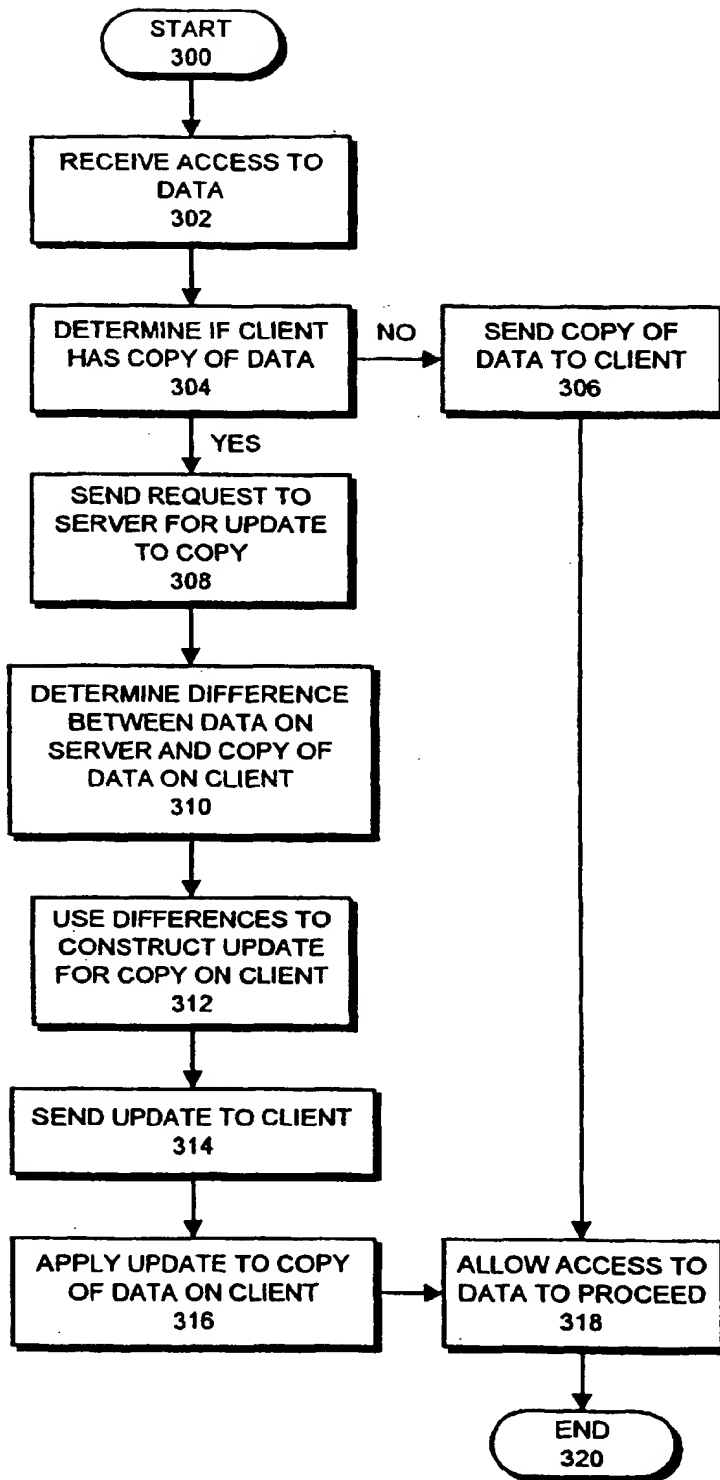 START
300
RECEIVE ACCESS TO
DATA
302
DETERMINE IF CLIENT
HAS COPY OF DATA
304
NO
SEND COPY OF
DATA TO CLIENT
306
YES
SEND REQUEST TO
SERVER FOR UPDATE
TO COPY
308
DETERMINE DIFFERENCE
BETWEEN DATA ON
SERVER AND COPY OF
DATA ON CLIENT
310
USE DIFFERENCES TO
CONSTRUCT UPDATE
FOR COPY ON CLIENT
312
SEND UPDATE TO CLIENT
314
APPLY UPDATE TO COPY
OF DATA ON CLIENT
316
ALLOW ACCESS TO
DATA TO PROCEED
318
END
320